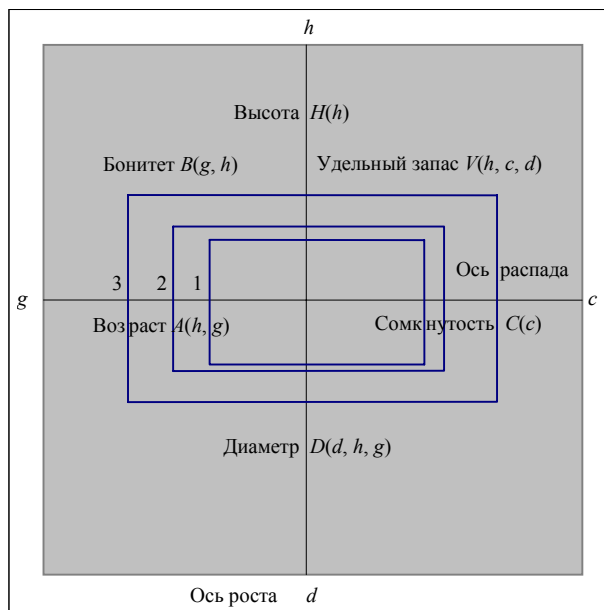 h
Высота H(h)
Бонитет B(g, h) Удельный запас V(h, c, d)
Ось распада
3 2 1
g c
Возраст A(h, g) Сомкнутость C(c)
Диаметр D(d, h, g)
Ось роста d